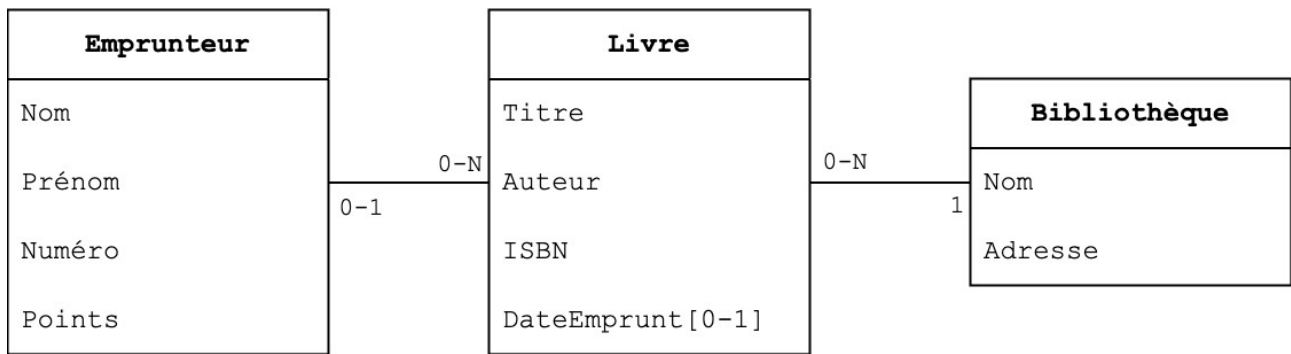 Emprunteur
Nom
Prénom
Numéro
Points
0-N
0-1
Livre
Titre
Auteur
ISBN
DateEmprunt[0-1]
0-N
1
Bibliothèque
Nom
Adresse